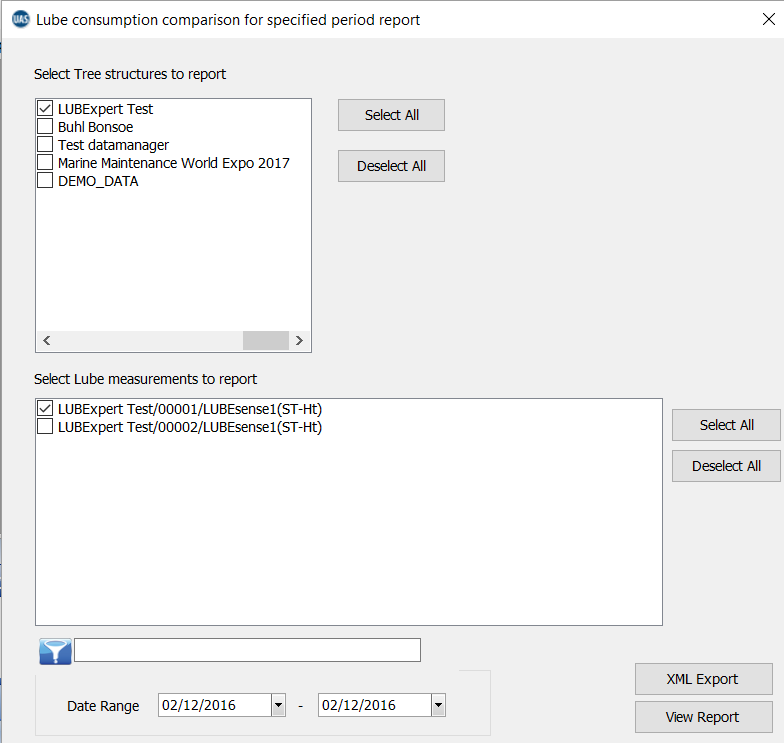 UAS Lube consumption comparison for specified period report
Select Tree structures to report
LUBExpert Test
Buhl Bonsoe
Test datamanager
Marine Maintenance World Expo 2017
DEMO_DATA
Select All
Deselect All
Select Lube measurements to report
LUBExpert Test/00001/LUBEsense1(ST-Ht)
LUBExpert Test/00002/LUBEsense1(ST-Ht)
Select All
Deselect All
Date Range 02/12/2016 - 02/12/2016
XML Export
View Report